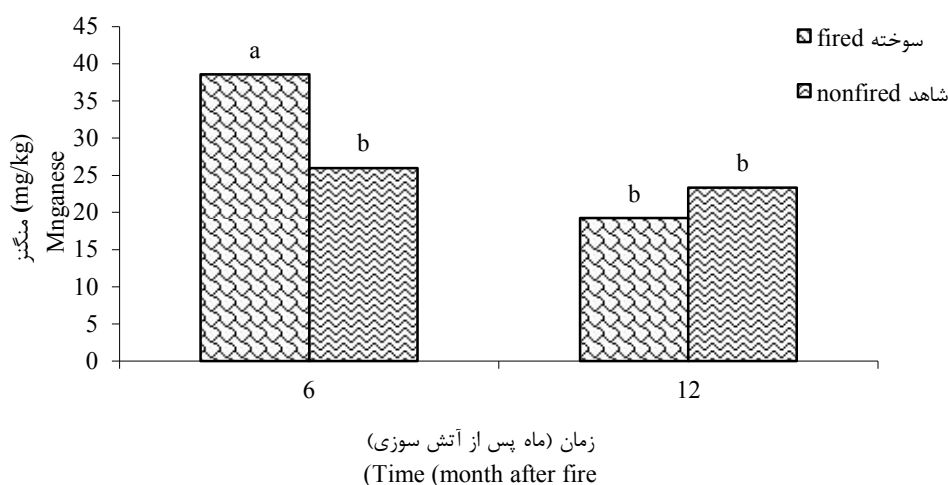 45
40
35
30
25
20
15
10
5
0
منگنز (mg/kg)
Mnganese
a
b
b
b
سوخته fired
شاهد nonfired
6
12
زمان (ماه پس از آتش سوزی)
(Time (month after fire